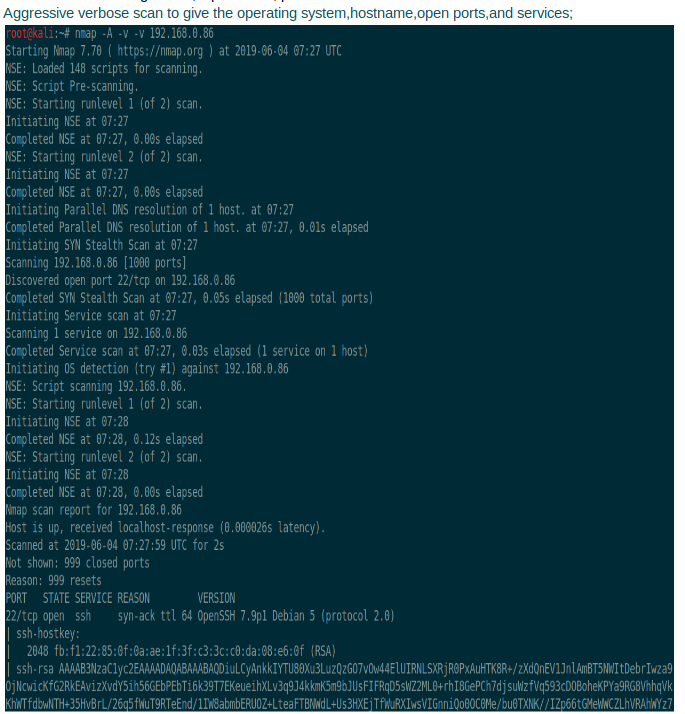 Aggressive verbose scan to give the operating system,hostname,open ports,and services;
root@kali:~# nmap -A -v -v 192.168.0.86
Starting Nmap 7.70 ( https://nmap.org ) at 2019-06-04 07:27 UTC
NSE: Loaded 148 scripts for scanning.
NSE: Script Pre-scanning.
NSE: Starting runlevel 1 (of 2) scan.
Initiating NSE at 07:27
Completed NSE at 07:27, 0.00s elapsed
NSE: Starting runlevel 2 (of 2) scan.
Initiating NSE at 07:27
Completed NSE at 07:27, 0.00s elapsed
Initiating Parallel DNS resolution of 1 host. at 07:27
Completed Parallel DNS resolution of 1 host. at 07:27, 0.01s elapsed
Initiating SYN Stealth Scan at 07:27
Scanning 192.168.0.86 [1000 ports]
Discovered open port 22/tcp on 192.168.0.86
Completed SYN Stealth Scan at 07:27, 0.05s elapsed (1000 total ports)
Initiating Service scan at 07:27
Scanning 1 service on 192.168.0.86
Completed Service scan at 07:27, 0.03s elapsed (1 service on 1 host)
Initiating OS detection (try #1) against 192.168.0.86
NSE: Script scanning 192.168.0.86.
NSE: Starting runlevel 1 (of 2) scan.
Initiating NSE at 07:28
Completed NSE at 07:28, 0.12s elapsed
NSE: Starting runlevel 2 (of 2) scan.
Initiating NSE at 07:28
Completed NSE at 07:28, 0.00s elapsed
Nmap scan report for 192.168.0.86
Host is up, received localhost-response (0.000026s latency).
Scanned at 2019-06-04 07:27:59 UTC for 2s
Not shown: 999 closed ports
Reason: 999 resets
PORT   STATE SERVICE REASON         VERSION
22/tcp open  ssh     syn-ack ttl 64 OpenSSH 7.9p1 Debian 5 (protocol 2.0)
| ssh-hostkey:
|   2048 fb:f1:22:85:0f:0a:ae:1f:3f:c3:3c:c0:da:08:e6:0f (RSA)
| ssh-rsa